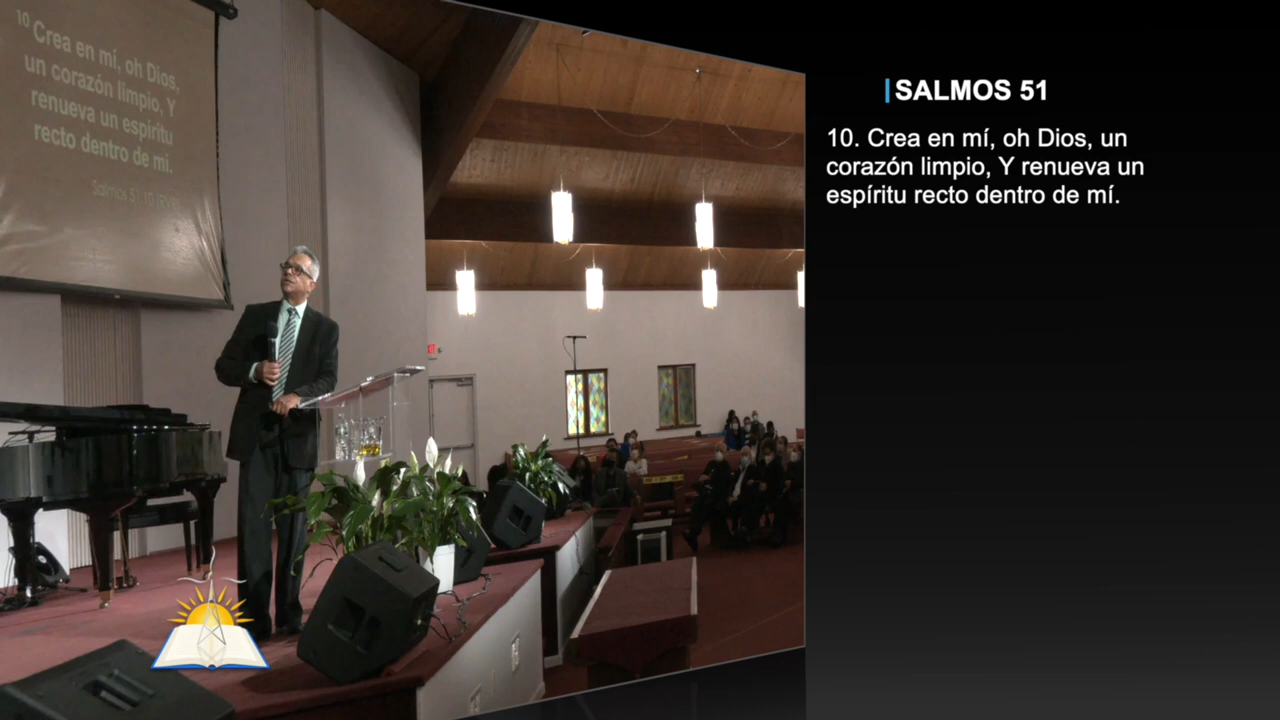 10 Crea en mí, oh Dios,
un corazón limpio, Y
renueva un espíritu
recto dentro de mi.
Salmos 51:10
SALMOS 51
10. Crea en mí, oh Dios, un
corazón limpio, Y renueva un
espíritu recto dentro de mí.